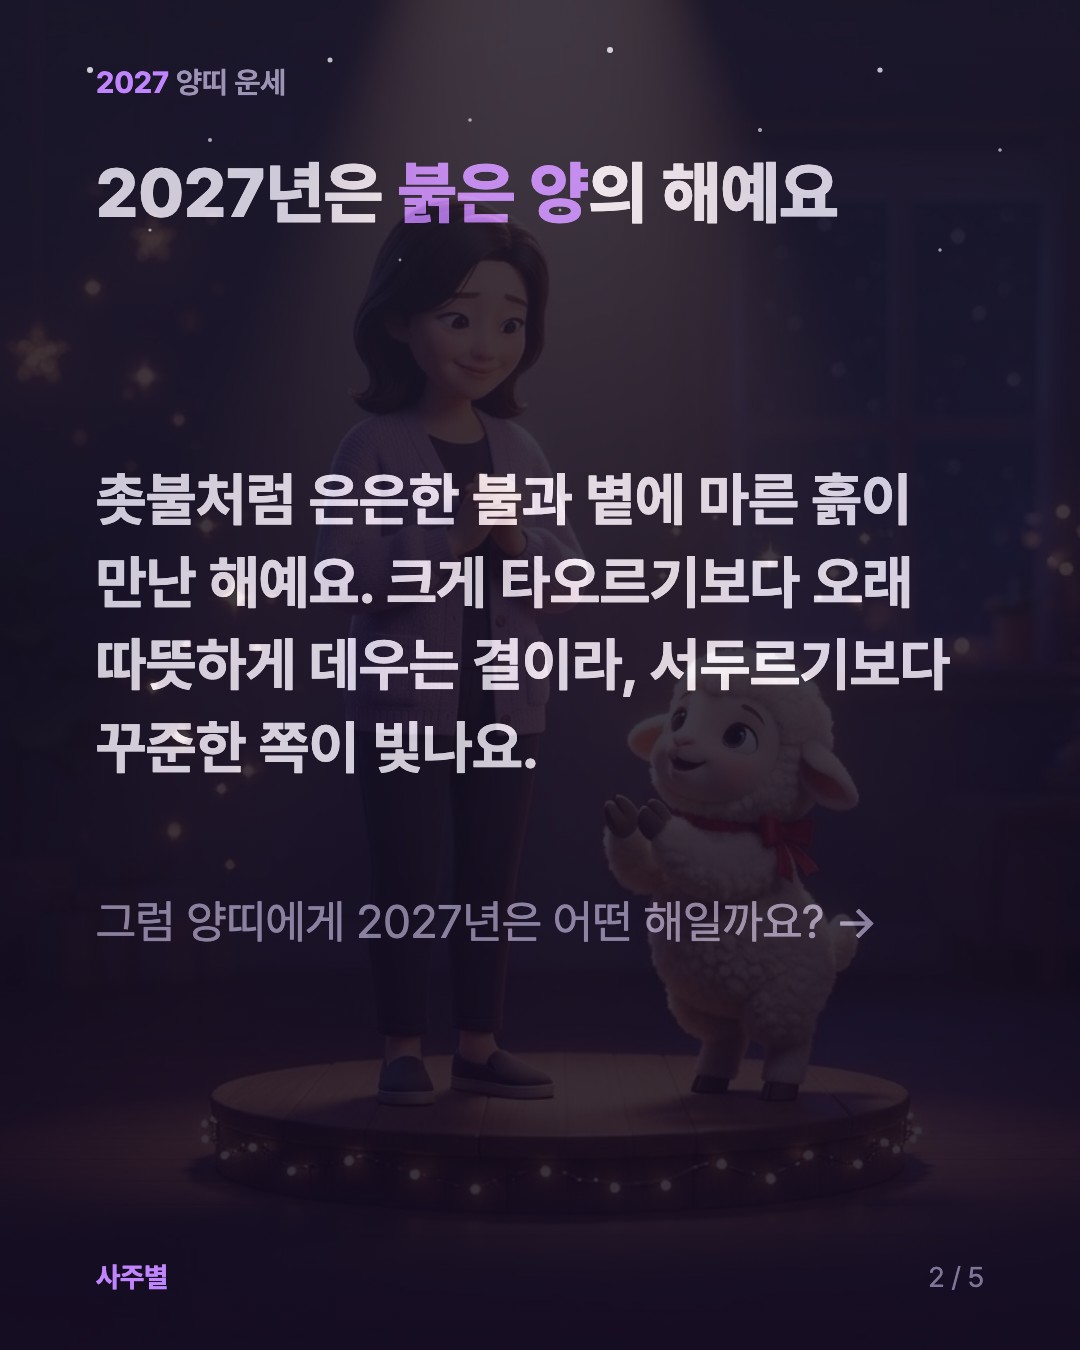 2027 양띠 운세
2027년은 붉은 양의 해예요
촛불처럼 은은한 불과 볕에 마른 흙이
만난 해예요. 크게 타오르기보다 오래
따뜻하게 데우는 결이라, 서두르기보다
꾸준한 쪽이 빛나요.
그럼 양띠에게 2027년은 어떤 해일까요? →
사주별
2 / 5